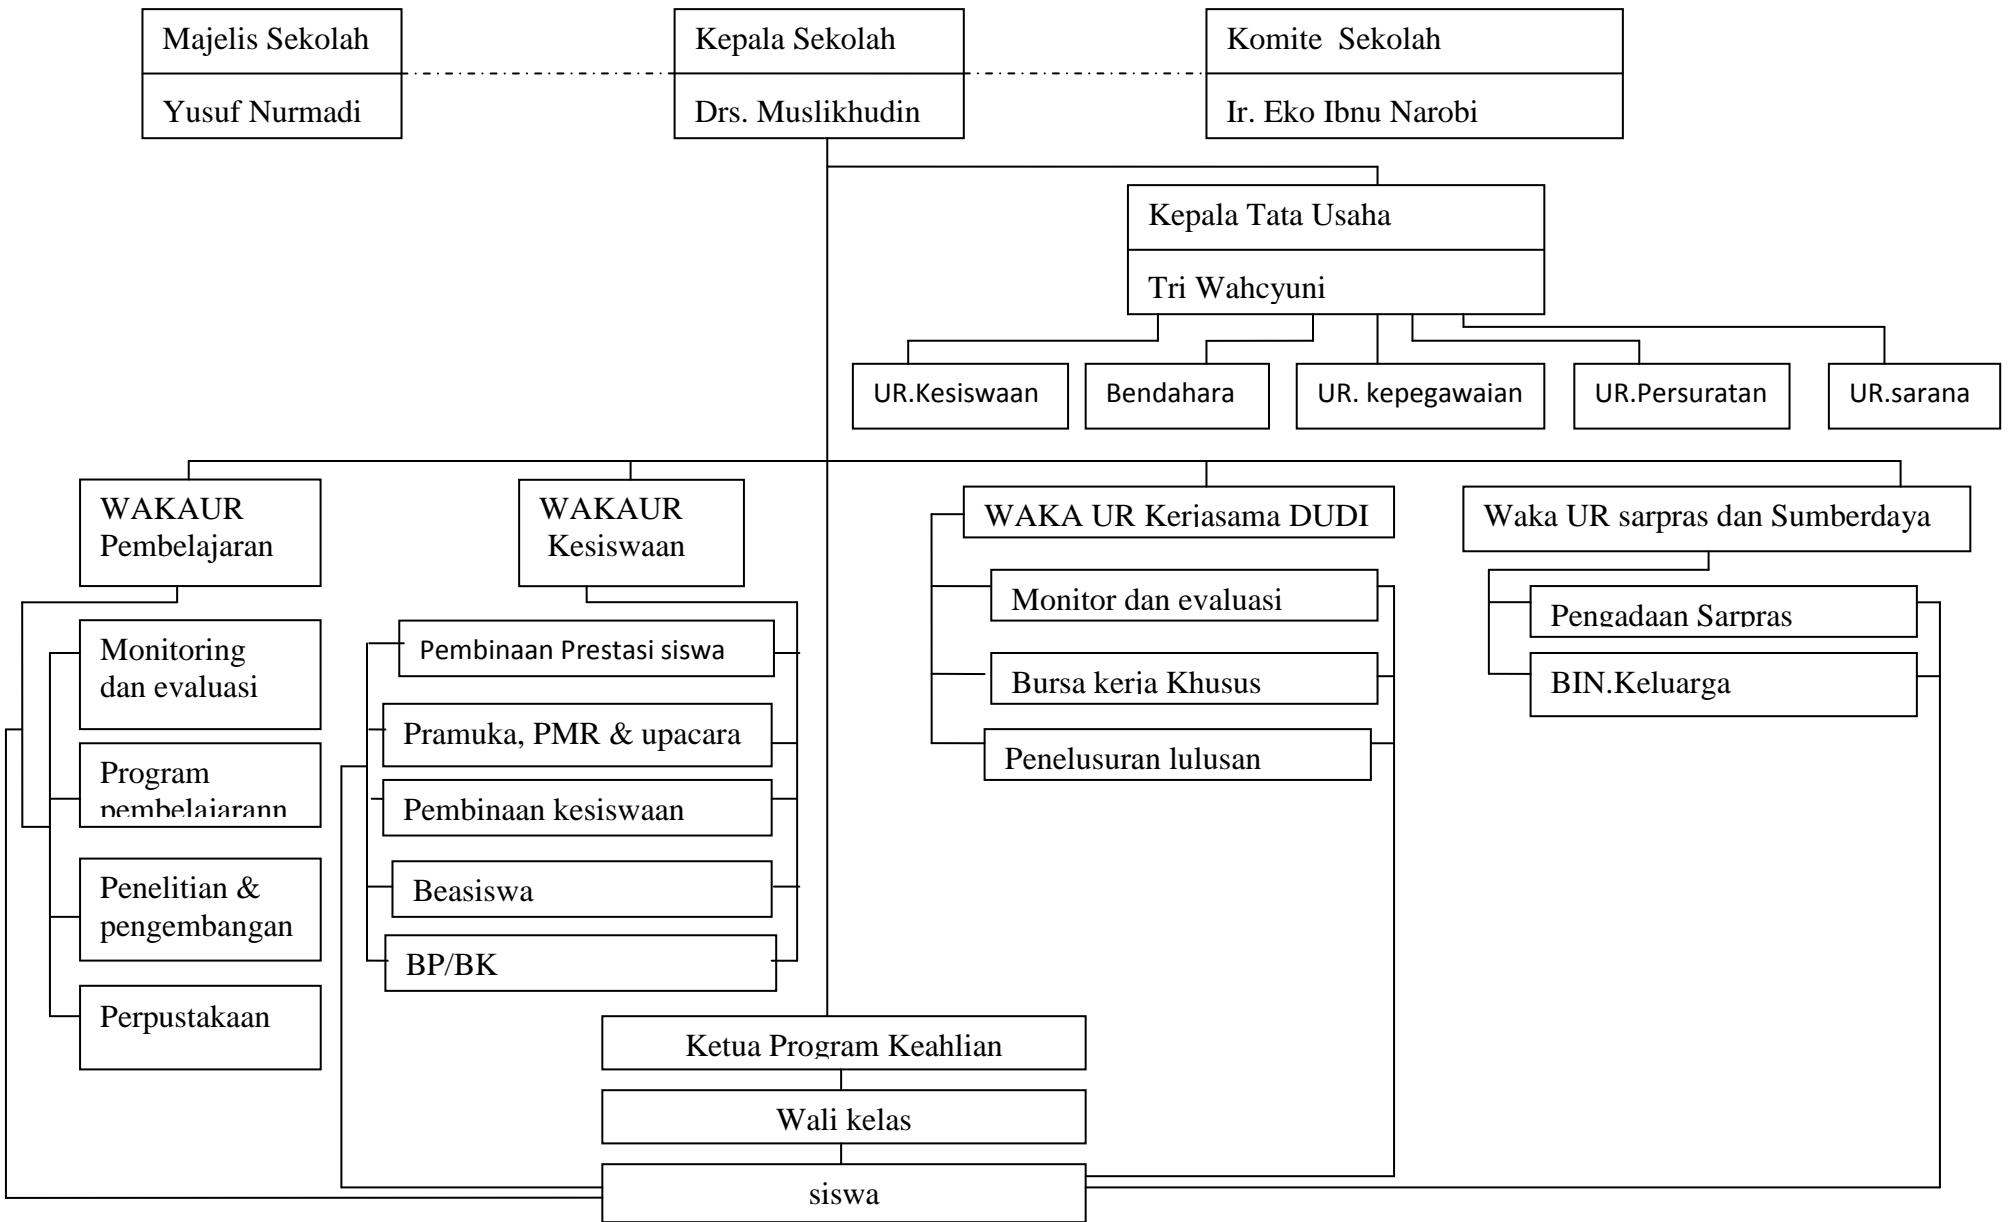 Majelis Sekolah
Yusuf Nurmadi
Kepala Sekolah
Drs. Muslikhudin
Komite  Sekolah
Ir. Eko Ibnu Narobi
Kepala Tata Usaha
Tri Wahcyuni
UR.Kesiswaan
Bendahara
UR. kepegawaian
UR.Persuratan
UR.sarana
WAKAUR
Pembelajaran
WAKAUR
Kesiswaan
WAKA UR Kerjasama DUDI
Waka UR sarpras dan Sumberdaya
Monitoring
dan evaluasi
Program
pembelajarann
Penelitian &
pengembangan
Perpustakaan
Pembinaan Prestasi siswa
Pramuka, PMR & upacara
Pembinaan kesiswaan
Beasiswa
BP/BK
Monitor dan evaluasi
Bursa kerja Khusus
Penelusuran lulusan
Pengadaan Sarpras
BIN.Keluarga
Ketua Program Keahlian
Wali kelas
siswa